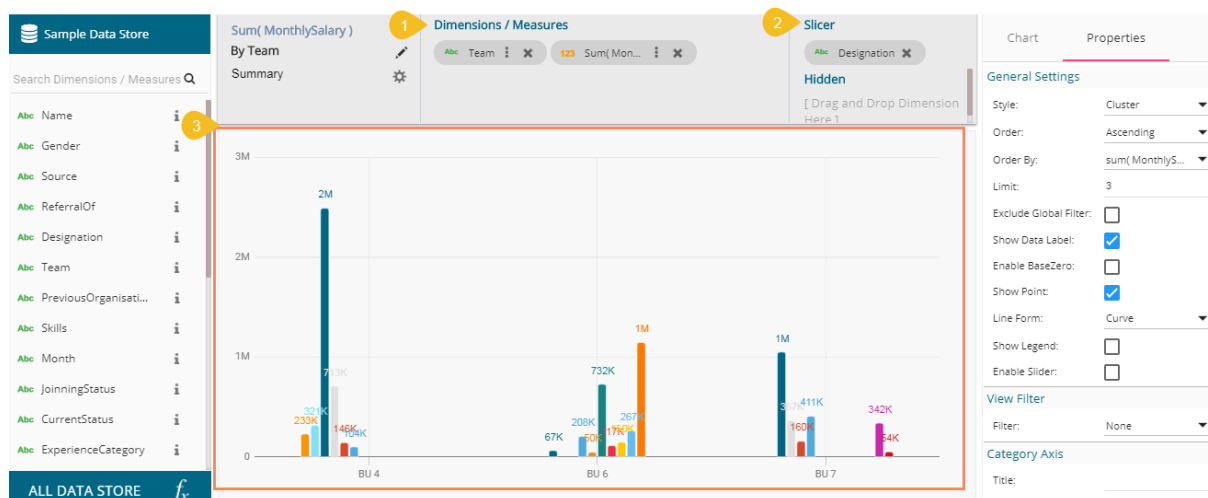 Sample Data Store
Search Dimensions / Measures
Abc Name
Abc Gender
Abc Source
Abc ReferralOf
Abc Designation
Abc Team
Abc PreviousOrganisati...
Abc Skills
Abc Month
Abc JoinningStatus
Abc CurrentStatus
Abc ExperienceCategory
ALL DATA STORE fx
Sum( MonthlySalary )
By Team
Summary
1
Dimensions / Measures
Abc Team
123 Sum( Mon...
2
Slicer
Abc Designation
Hidden
[ Drag and Drop Dimension
Here ]
3
3M
2M
1M
0
233K
321K
2M
713K
146K
104K
67K
208K
50K
732K
267K
1M
1M
160K
411K
342K
54K
BU 4
BU 6
BU 7
Chart Properties
General Settings
Style: Cluster
Order: Ascending
Order By: sum( MonthlyS...
Limit: 3
Exclude Global Filter:
Show Data Label:
Enable BaseZero:
Show Point:
Line Form: Curve
Show Legend:
Enable Slider:
View Filter
Filter: None
Category Axis
Title: